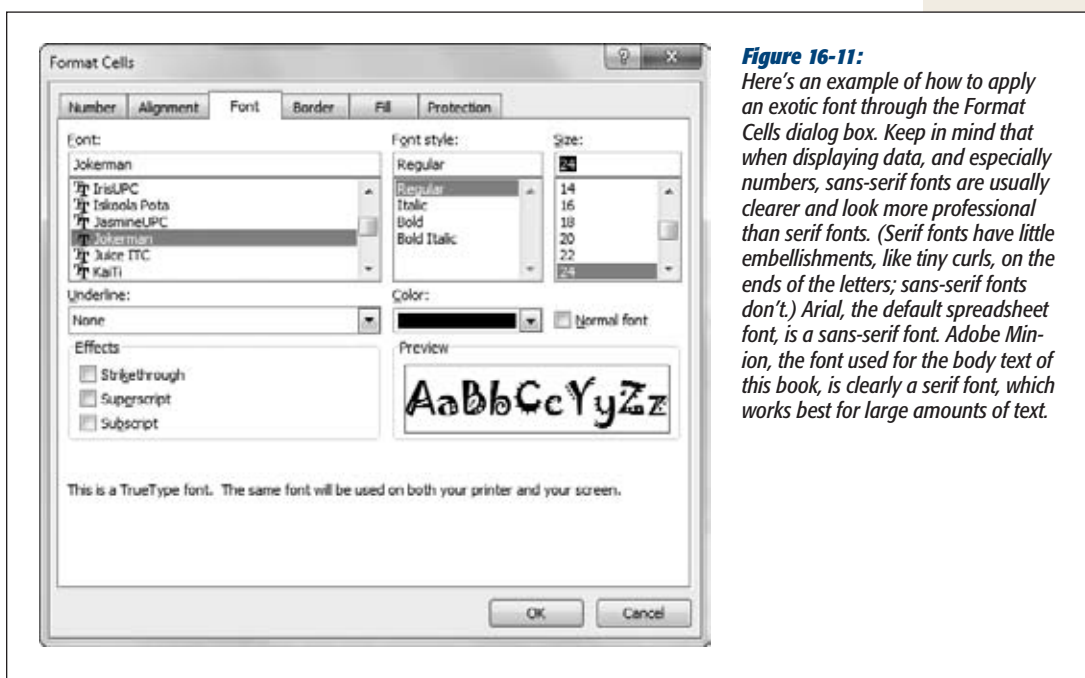 Format Cells
Number Alignment Font Border Fill Protection
Font: Font style: Size:
Jokerman Regular 24
IrisUPC Regular 14
Iskoola Pota Italic 16
JasmineUPC Bold 18
Jokerman Bold Italic 20
Juice ITC 22
KaiTi 24
Underline: Color:
None Normal font
Effects Preview
Strikethrough
Superscript
Subscript
AaBbCcYyZz
This is a TrueType font. The same font will be used on both your printer and your screen.
OK Cancel
Figure 16-11:
Here's an example of how to apply
an exotic font through the Format
Cells dialog box. Keep in mind that
when displaying data, and especially
numbers, sans-serif fonts are usually
clearer and look more professional
than serif fonts. (Serif fonts have little
embellishments, like tiny curls, on the
ends of the letters; sans-serif fonts
don't.) Arial, the default spreadsheet
font, is a sans-serif font. Adobe Min-
ion, the font used for the body text of
this book, is clearly a serif font, which
works best for large amounts of text.